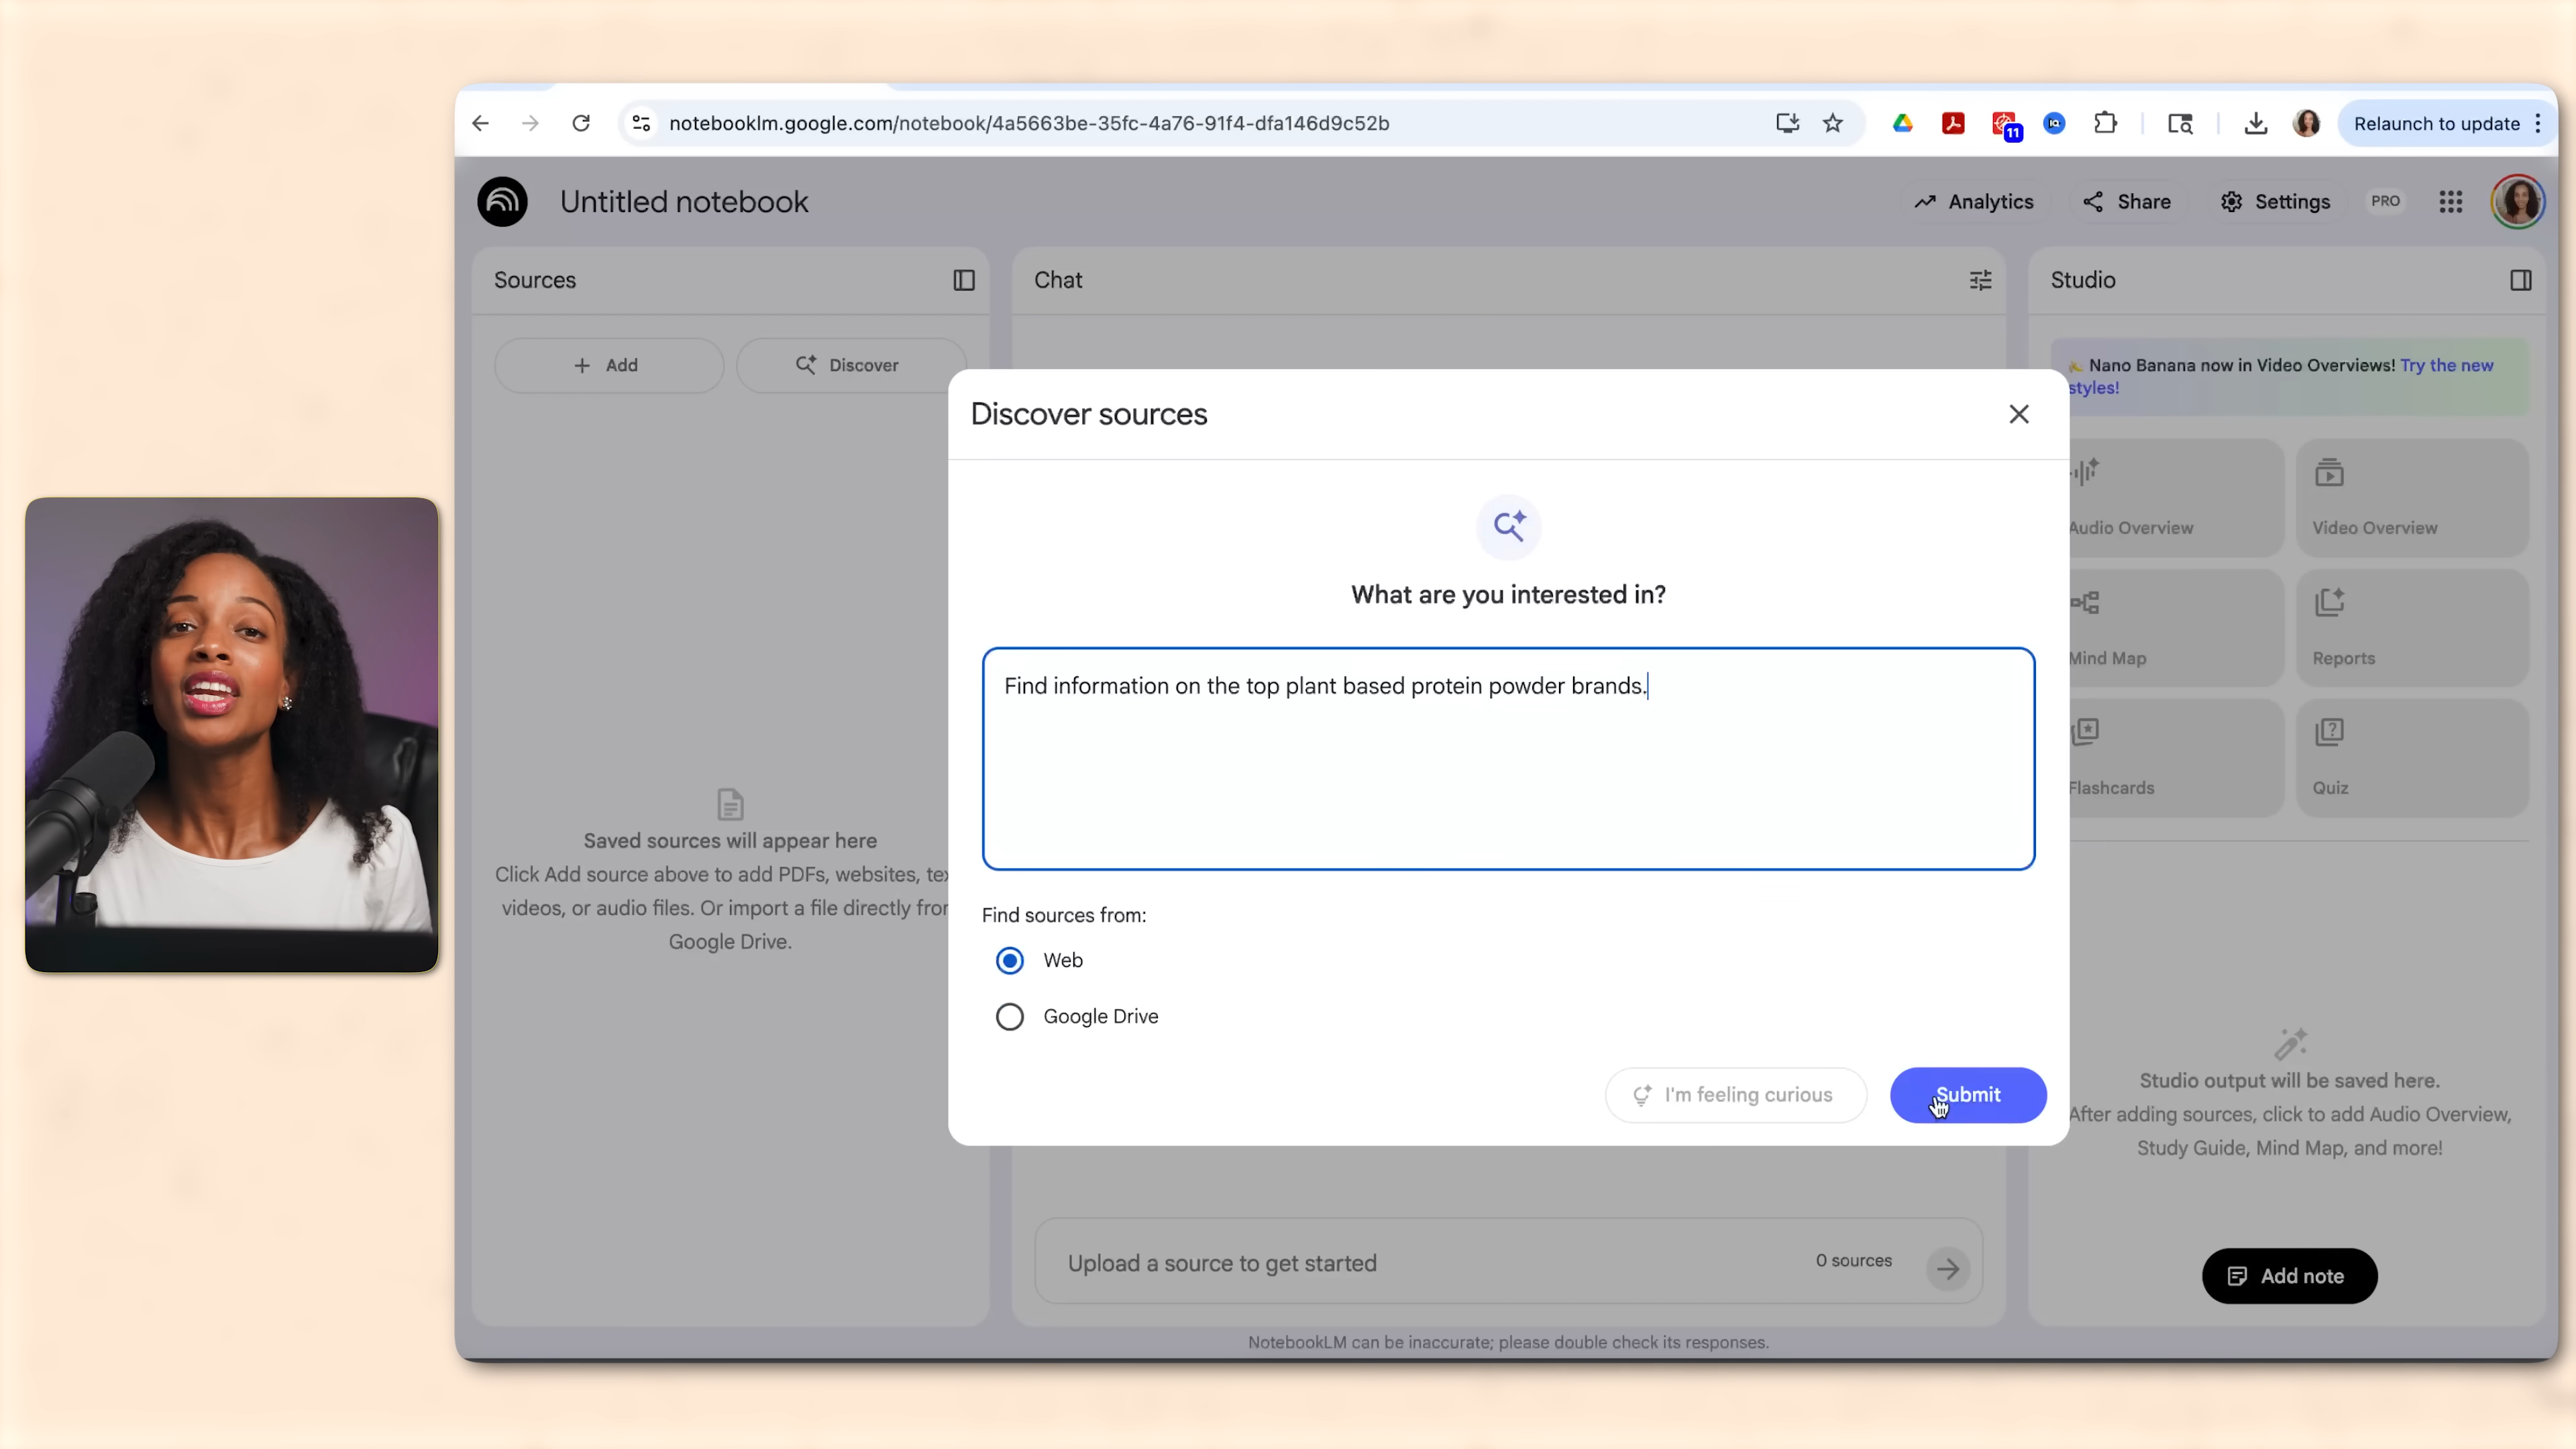 notebooklm.google.com/notebook/4a5663be-35fc-4a76-91f4-dfa146d9c52b
11
Relaunch to update
Untitled notebook
Analytics
Share
Settings
PRO
Sources
Chat
Studio
Add
Discover
Nano Banana now in Video Overviews! Try the new
styles!
Discover sources
What are you interested in?
Find information on the top plant based protein powder brands.
Find sources from:
Web
Google Drive
I'm feeling curious
Submit
Audio Overview
Video Overview
Mind Map
Reports
Flashcards
Quiz
Saved sources will appear here
Click Add source above to add PDFs, websites,
videos, or audio files. Or import a file directly
Google Drive.
Studio output will be saved here.
After adding sources, click to add Audio Overview,
Study Guide, Mind Map, and more!
Upload a source to get started
0 sources
Add note
NotebookLM can be inaccurate; please double check its responses.